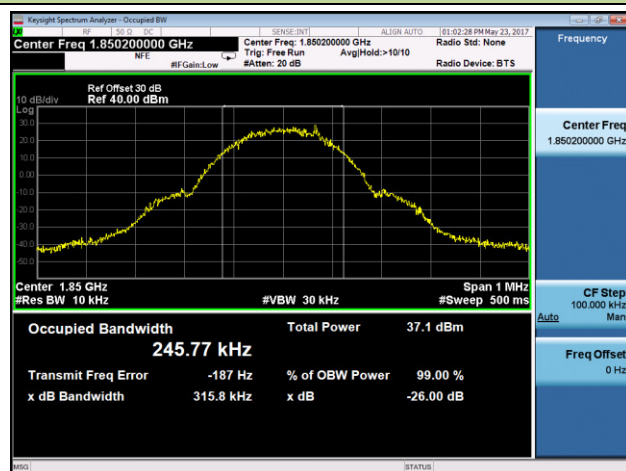 Keysight Spectrum Analyzer - Occupied BW
LXI RF 50 Ω DC SENSE:INT ALIGN AUTO 01:02:28 PM May 23, 2017
Center Freq 1.850200000 GHz Center Freq: 1.850200000 GHz Radio Std: None Frequency
NFE Trig: Free Run Avg|Hold:>10/10
#IFGain:Low #Atten: 20 dB Radio Device: BTS
Ref Offset 30 dB
10 dB/div Ref 40.00 dBm
Log
30.0
20.0
10.0
0.00
-10.0
-20.0
-30.0
-40.0
-50.0
Center Freq
1.850200000 GHz
Center 1.85 GHz Span 1 MHz
#Res BW 10 kHz #VBW 30 kHz #Sweep 500 ms
CF Step
100.000 kHz
Auto Man
Occupied Bandwidth Total Power 37.1 dBm
245.77 kHz
Freq Offset
0 Hz
Transmit Freq Error -187 Hz % of OBW Power 99.00 %
x dB Bandwidth 315.8 kHz x dB -26.00 dB
MSG STATUS